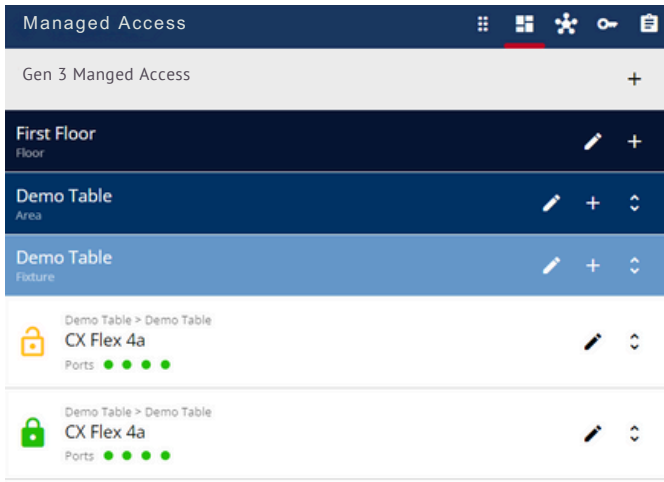 Managed Access
Gen 3 Manged Access
First Floor
Floor
Demo Table
Area
Demo Table
Fixture
Demo Table > Demo Table
CX Flex 4a
Ports
Demo Table > Demo Table
CX Flex 4a
Ports